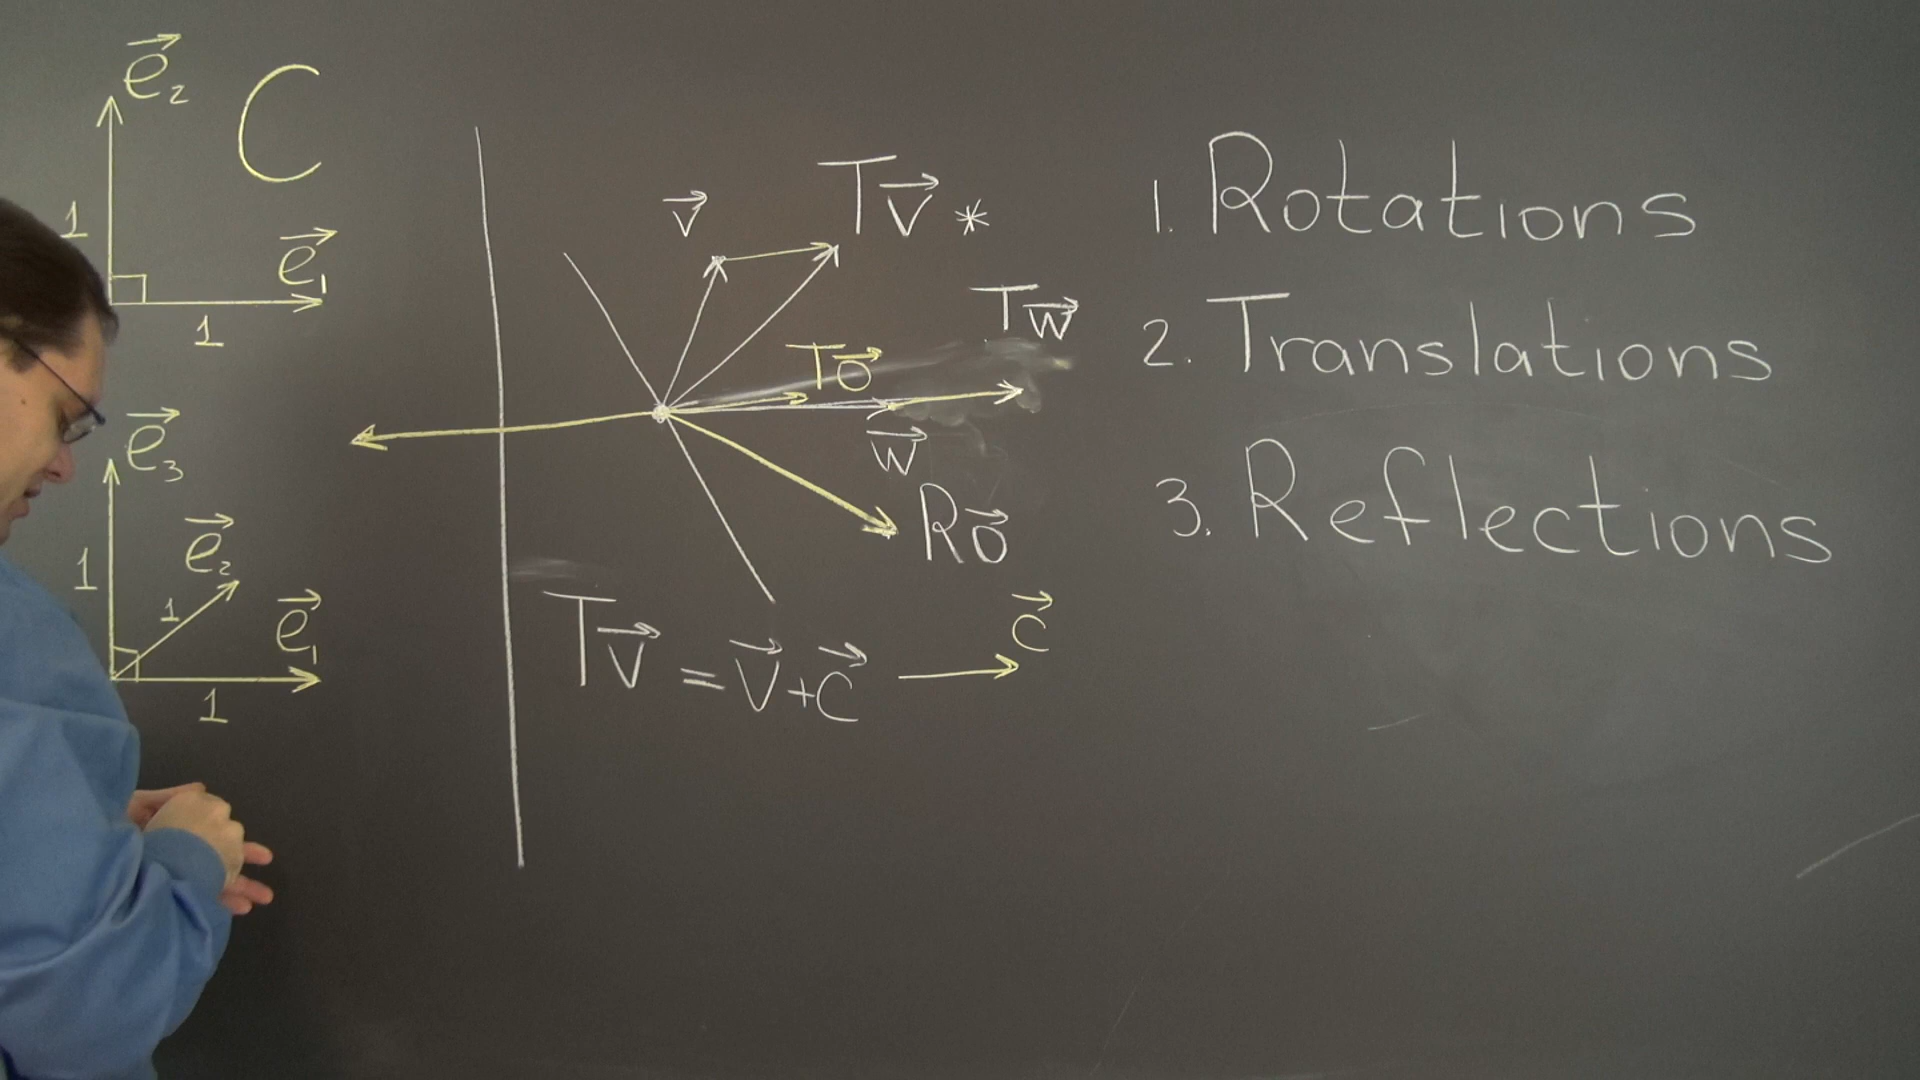 e⃗₂
C
1
e⃗₁
1
e⃗₃
e⃗₂
1
1
e⃗₁
1
v⃗
Tv⃗ *
Tw⃗
To⃗
w⃗
Ro⃗
c⃗
Tv⃗ = v⃗ + c⃗
1. Rotations
2. Translations
3. Reflections